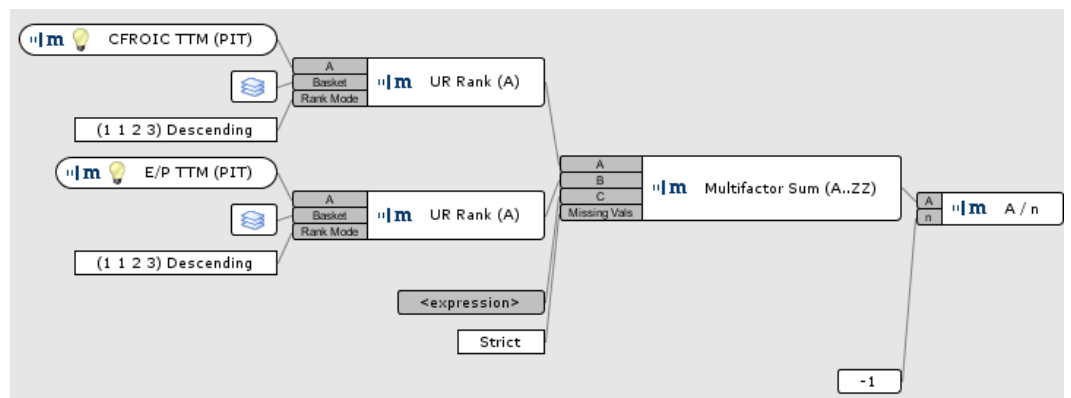 "|m CFROIC TTM (PIT)
A
Basket
Rank Mode
"|m UR Rank (A)
(1 1 2 3) Descending
"|m E/P TTM (PIT)
A
Basket
Rank Mode
"|m UR Rank (A)
(1 1 2 3) Descending
A
B
C
Missing Vals
"|m Multifactor Sum (A..ZZ)
A
n
"|m A / n
<expression>
Strict
-1